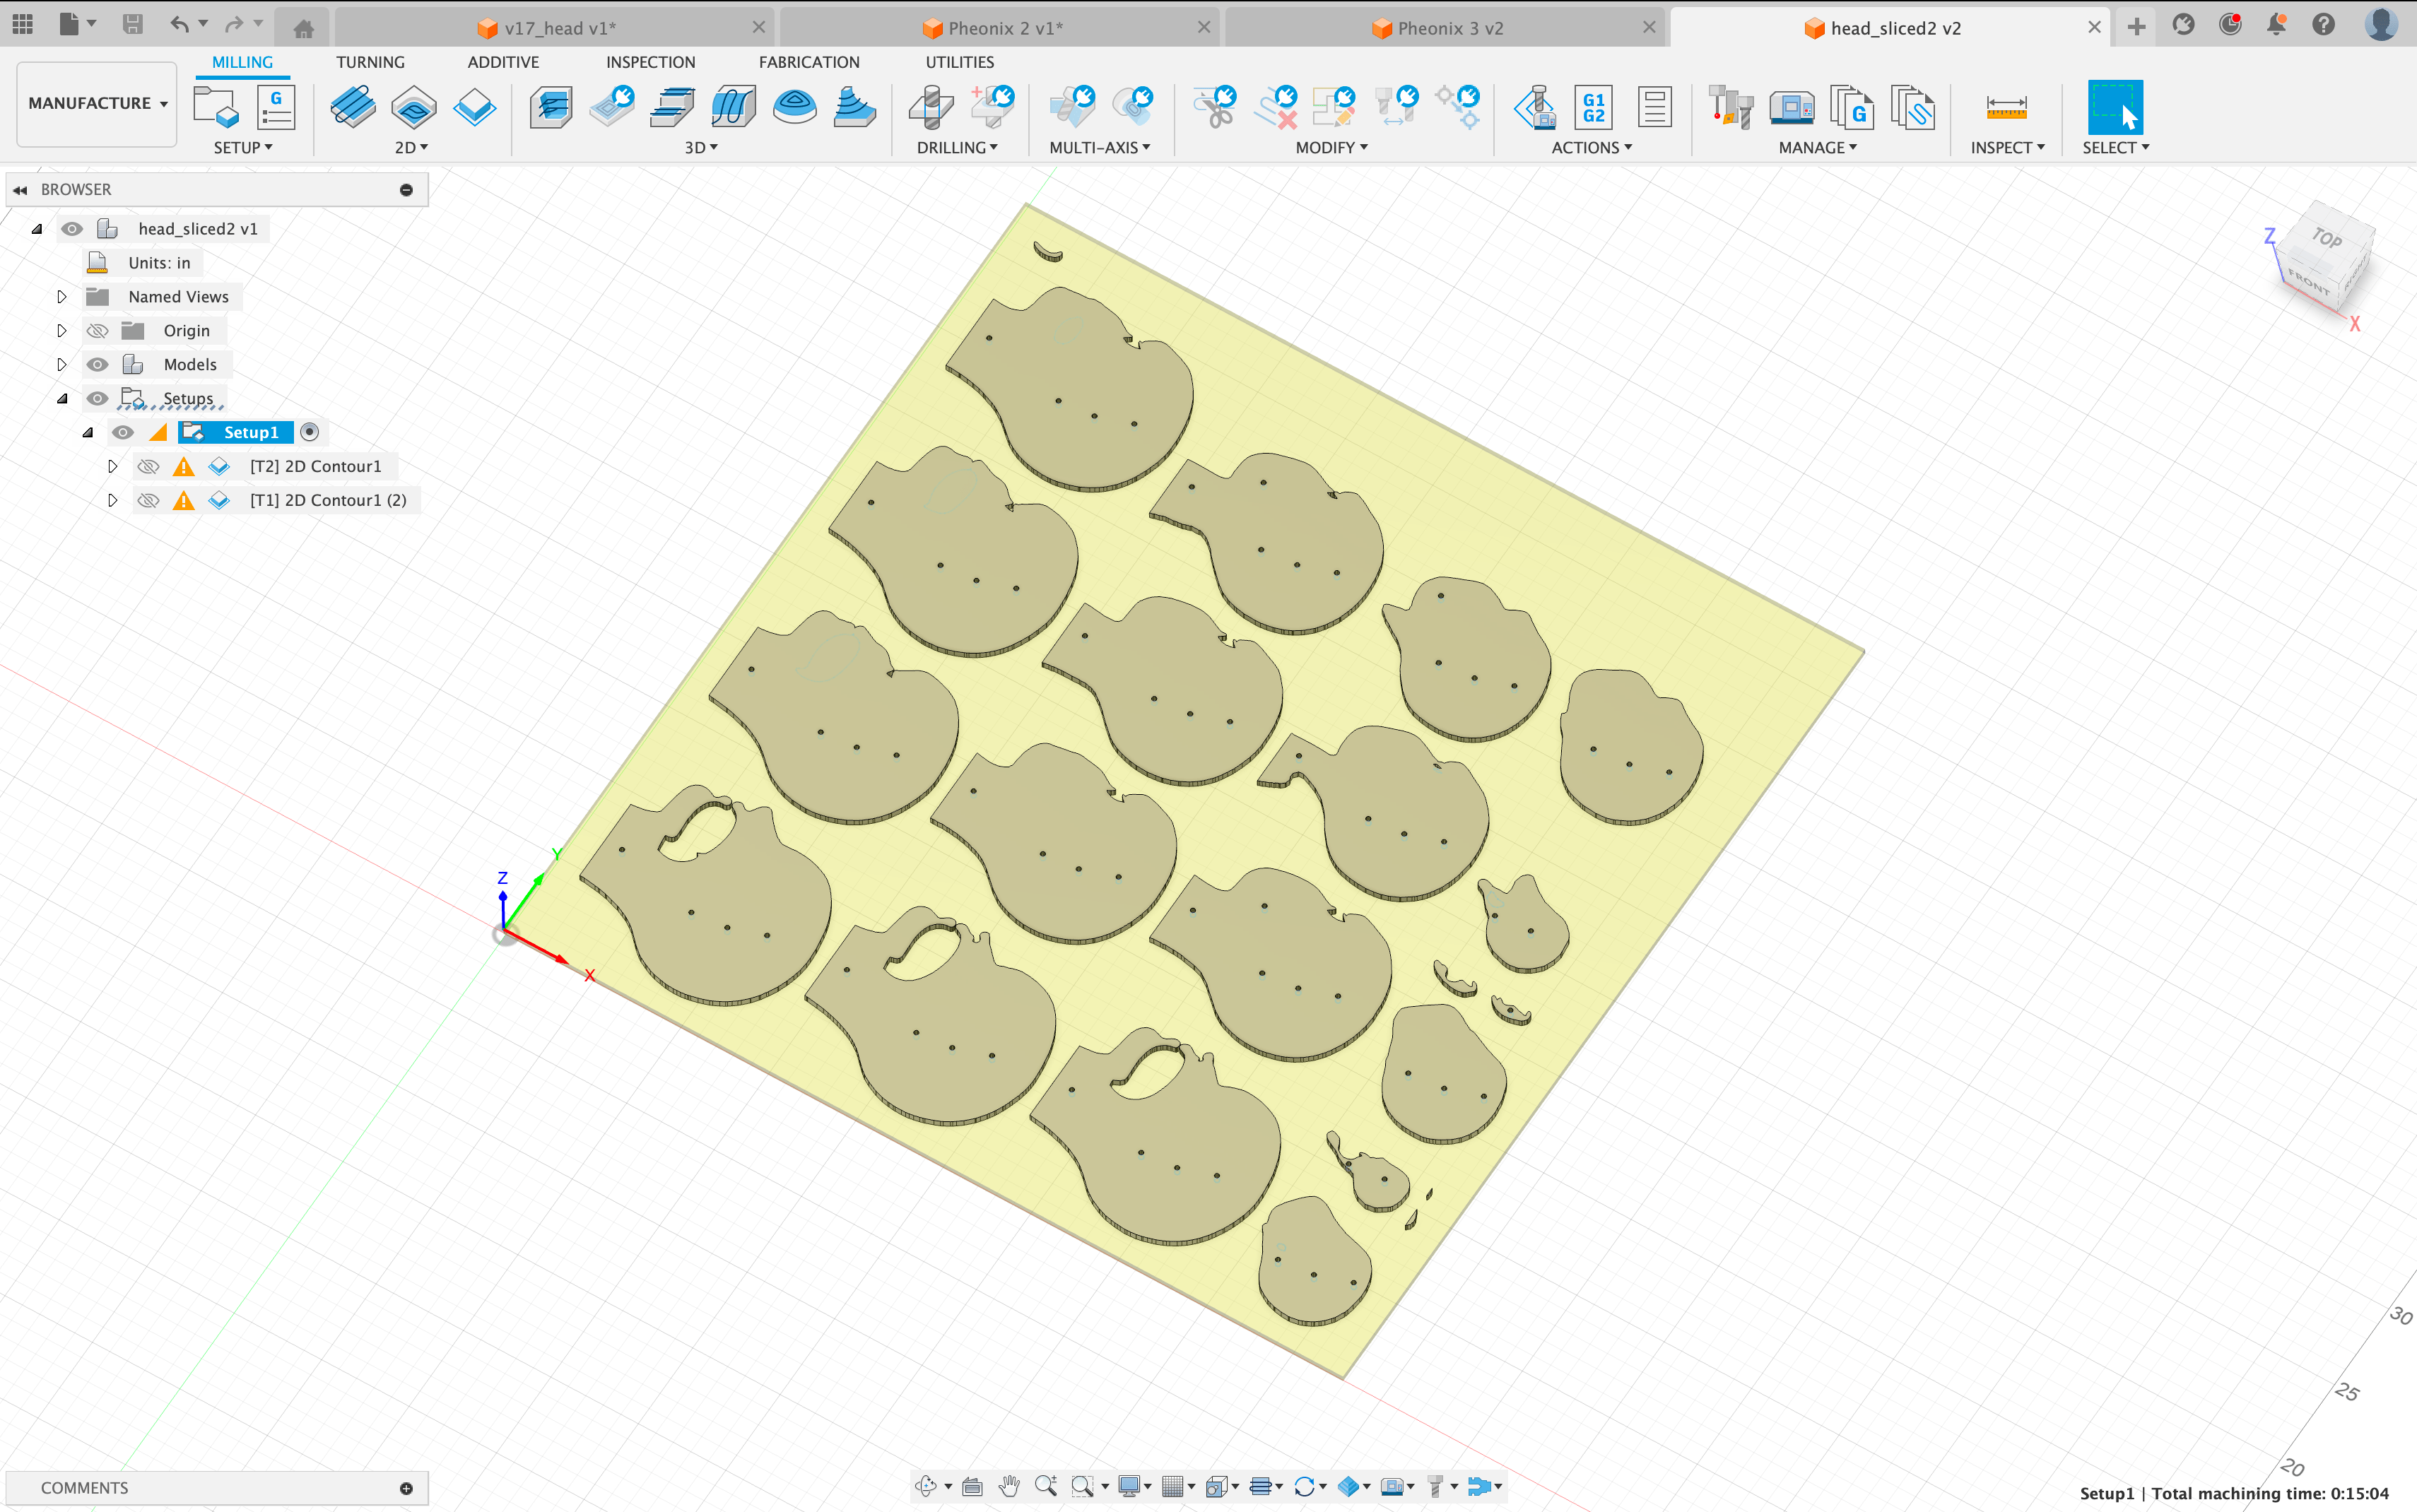 v17_head v1*
Pheonix 2 v1*
Pheonix 3 v2
head_sliced2 v2
MILLING
TURNING
ADDITIVE
INSPECTION
FABRICATION
UTILITIES
MANUFACTURE
G
G1
G2
G
SETUP
2D
3D
DRILLING
MULTI-AXIS
MODIFY
ACTIONS
MANAGE
INSPECT
SELECT
BROWSER
head_sliced2 v1
Units: in
Named Views
Origin
Models
Setups
Setup1
[T2] 2D Contour1
[T1] 2D Contour1 (2)
Z
TOP
FRONT
RIGHT
X
Y
Z
X
30
25
20
COMMENTS
Setup1 | Total machining time: 0:15:04